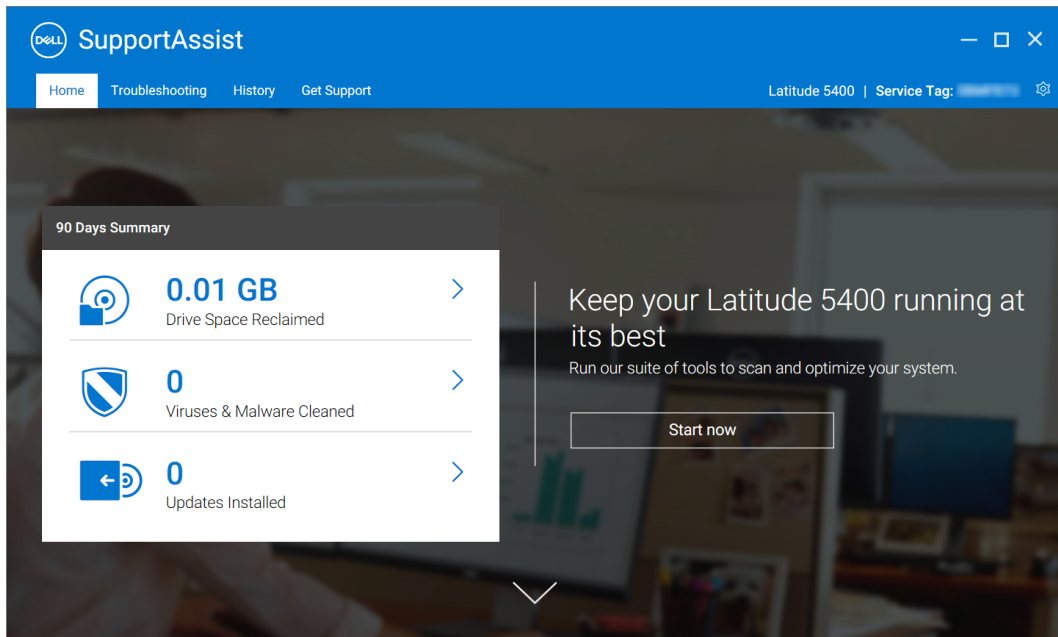 DELL SupportAssist
Home Troubleshooting History Get Support
Latitude 5400 | Service Tag:
90 Days Summary
0.01 GB
Drive Space Reclaimed
0
Viruses & Malware Cleaned
0
Updates Installed
Keep your Latitude 5400 running at
its best
Run our suite of tools to scan and optimize your system.
Start now